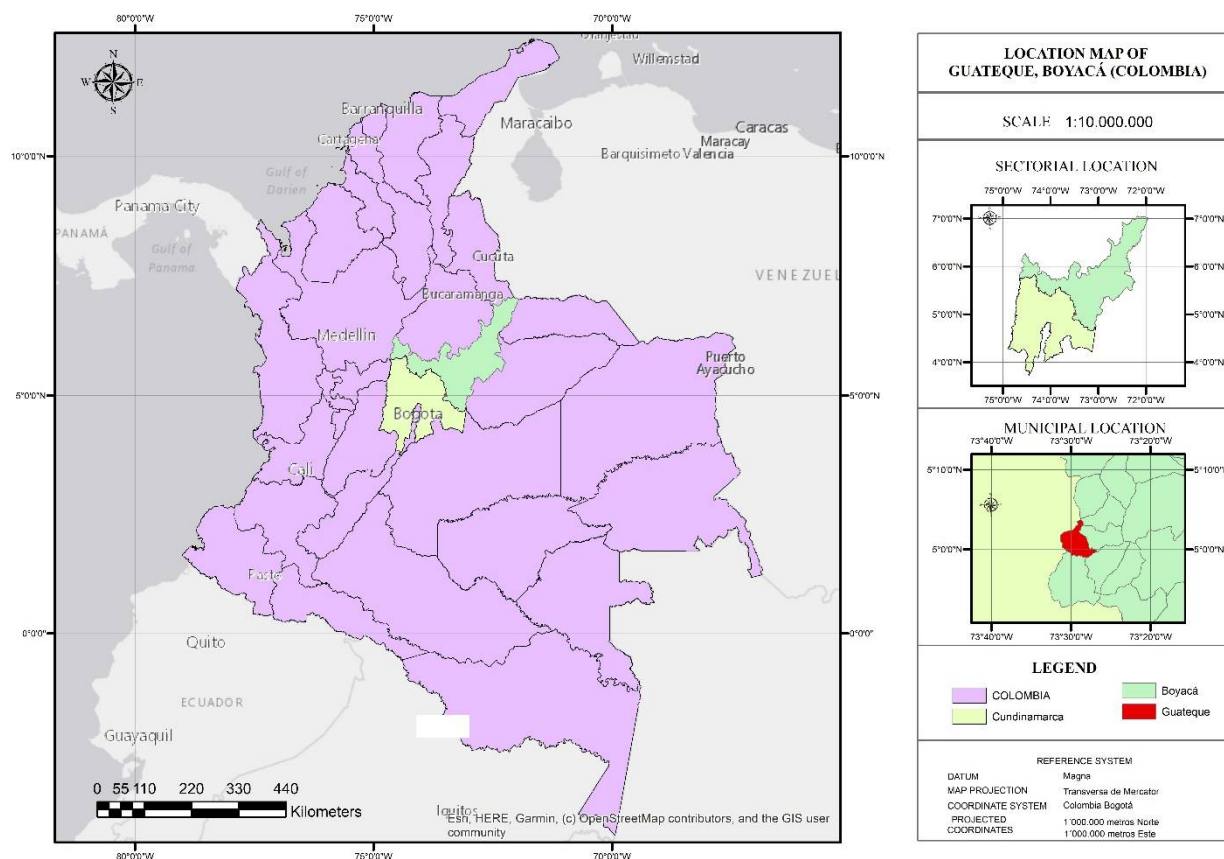 80°0'0"W 75°0'0"W 70°0'0"W
N
W E
S
Oranjestad
Willemstad
Barranquilla
Maracaibo
Caracas
Cartagena
Maracay
10°0'0"N
Barquisimeto Valencia
10°0'0"N
Gulf of
Darien
Panama City
PANAMÁ
Gulf of
Panama
Cucuta
VENEZUEL
Bucaramanga
Medellin
Puerto
Ayacucho
5°0'0"N
5°0'0"N
Bogota
Cali
Pasto
0°0'0"
0°0'0"
Quito
ECUADOR
Guayaquil
0 55 110 220 330 440
Kilometers
Iquitos
Esri, HERE, Garmin, (c) OpenStreetMap contributors, and the GIS user
community
80°0'0"W 75°0'0"W 70°0'0"W
LOCATION MAP OF
GUATEQUE, BOYACÁ (COLOMBIA)
SCALE 1:10.000.000
SECTORIAL LOCATION
75°0'0"W 74°0'0"W 73°0'0"W 72°0'0"W
7°0'0"N 7°0'0"N
6°0'0"N 6°0'0"N
5°0'0"N 5°0'0"N
4°0'0"N 4°0'0"N
75°0'0"W 74°0'0"W 73°0'0"W 72°0'0"W
MUNICIPAL LOCATION
73°40'0"W 73°30'0"W 73°20'0"W
5°10'0"N 5°10'0"N
5°0'0"N 5°0'0"N
73°40'0"W 73°30'0"W 73°20'0"W
LEGEND
COLOMBIA Boyacá
Cundinamarca Guateque
REFERENCE SYSTEM
DATUM Magna
MAP PROJECTION Transversa de Mercator
COORDINATE SYSTEM Colombia Bogotá
PROJECTED 1'000.000 metros Norte
COORDINATES 1'000.000 metros Este